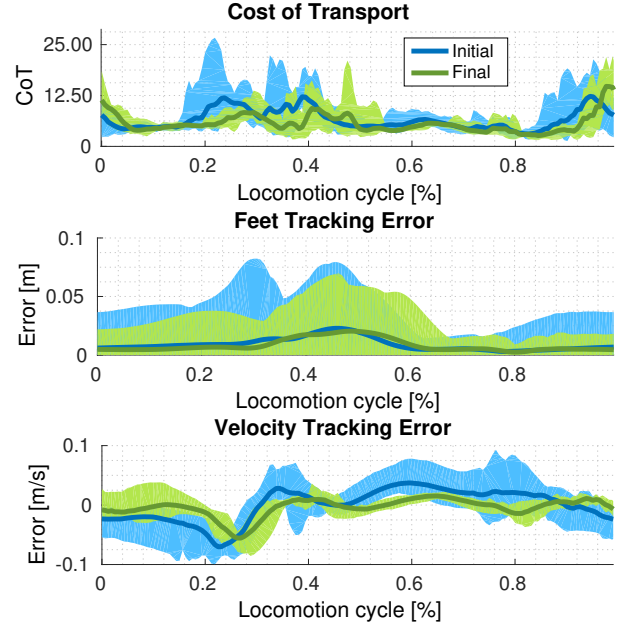 Cost of Transport
CoT
25.00
12.50
0
Initial
Final
0 0.2 0.4 0.6 0.8
Locomotion cycle [%]
Feet Tracking Error
Error [m]
0.1
0.05
0
0 0.2 0.4 0.6 0.8
Locomotion cycle [%]
Velocity Tracking Error
Error [m/s]
0.1
0
-0.1
0 0.2 0.4 0.6 0.8
Locomotion cycle [%]